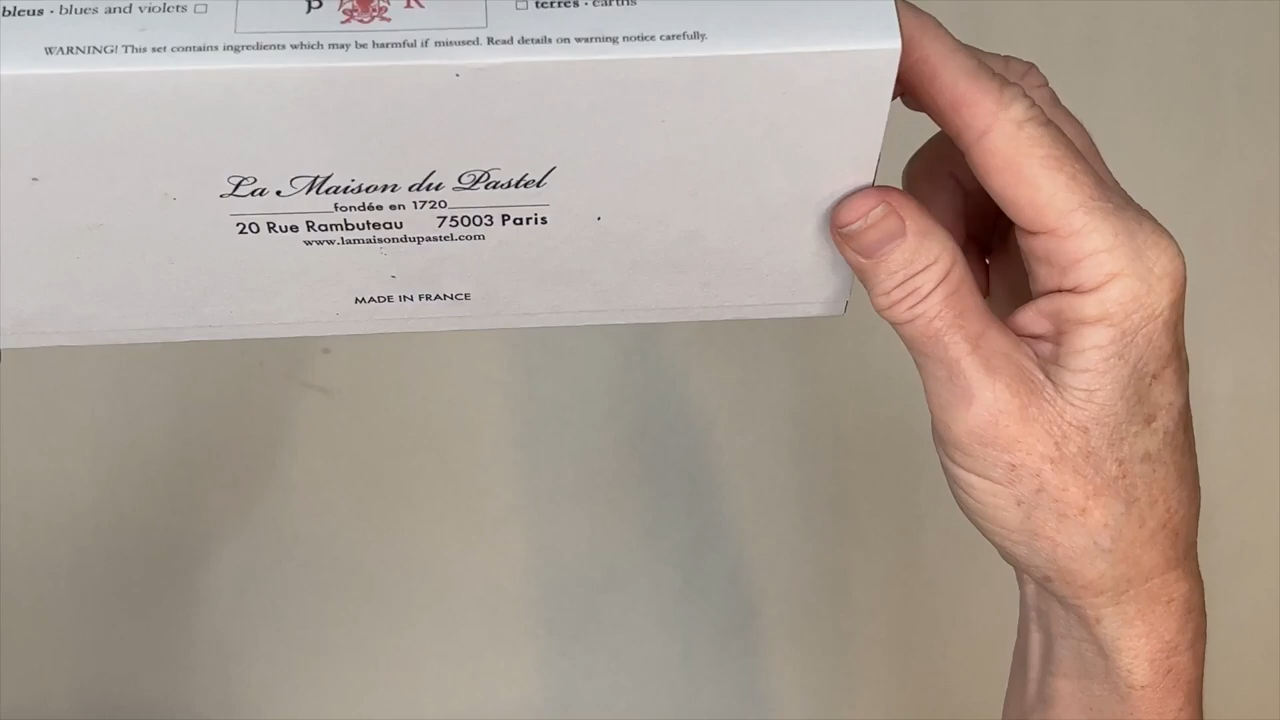 bleus · blues and violets
P R
terres · earths
WARNING! This set contains ingredients which may be harmful if misused. Read details on warning notice carefully.
La Maison du Pastel
fondée en 1720
20 Rue Rambuteau 75003 Paris
www.lamaisondupastel.com
MADE IN FRANCE